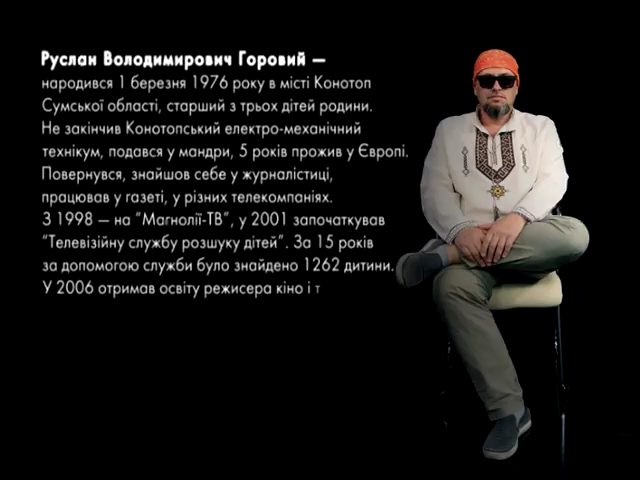 Руслан Володимирович Горовий —
народився 1 березня 1976 року в місті Конотоп
Сумської області, старший з трьох дітей родини.
Не закінчив Конотопський електро-механічний
технікум, подався у мандри, 5 років прожив у Європі.
Повернувся, знайшов себе у журналістиці,
працював у газеті, у різних телекомпаніях.
З 1998 — на "Магнолії-ТВ", у 2001 започаткував
"Телевізійну службу розшуку дітей". За 15 років
за допомогою служби було знайдено 1262 дитини.
У 2006 отримав освіту режисера кіно і т